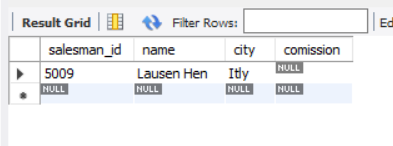 Result Grid Filter Rows: Ed
salesman_id name city comission
5009 Lausen Hen Itly NULL
NULL NULL NULL NULL